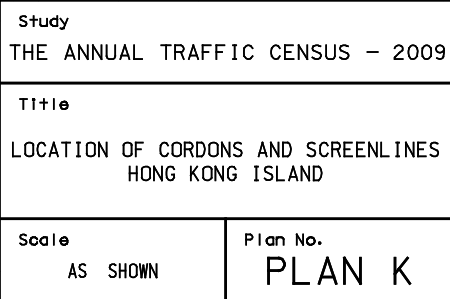 Study
THE ANNUAL TRAFFIC CENSUS - 2009
Title
LOCATION OF CORDONS AND SCREENLINES
HONG KONG ISLAND
Scale
AS SHOWN
Plan No.
PLAN K